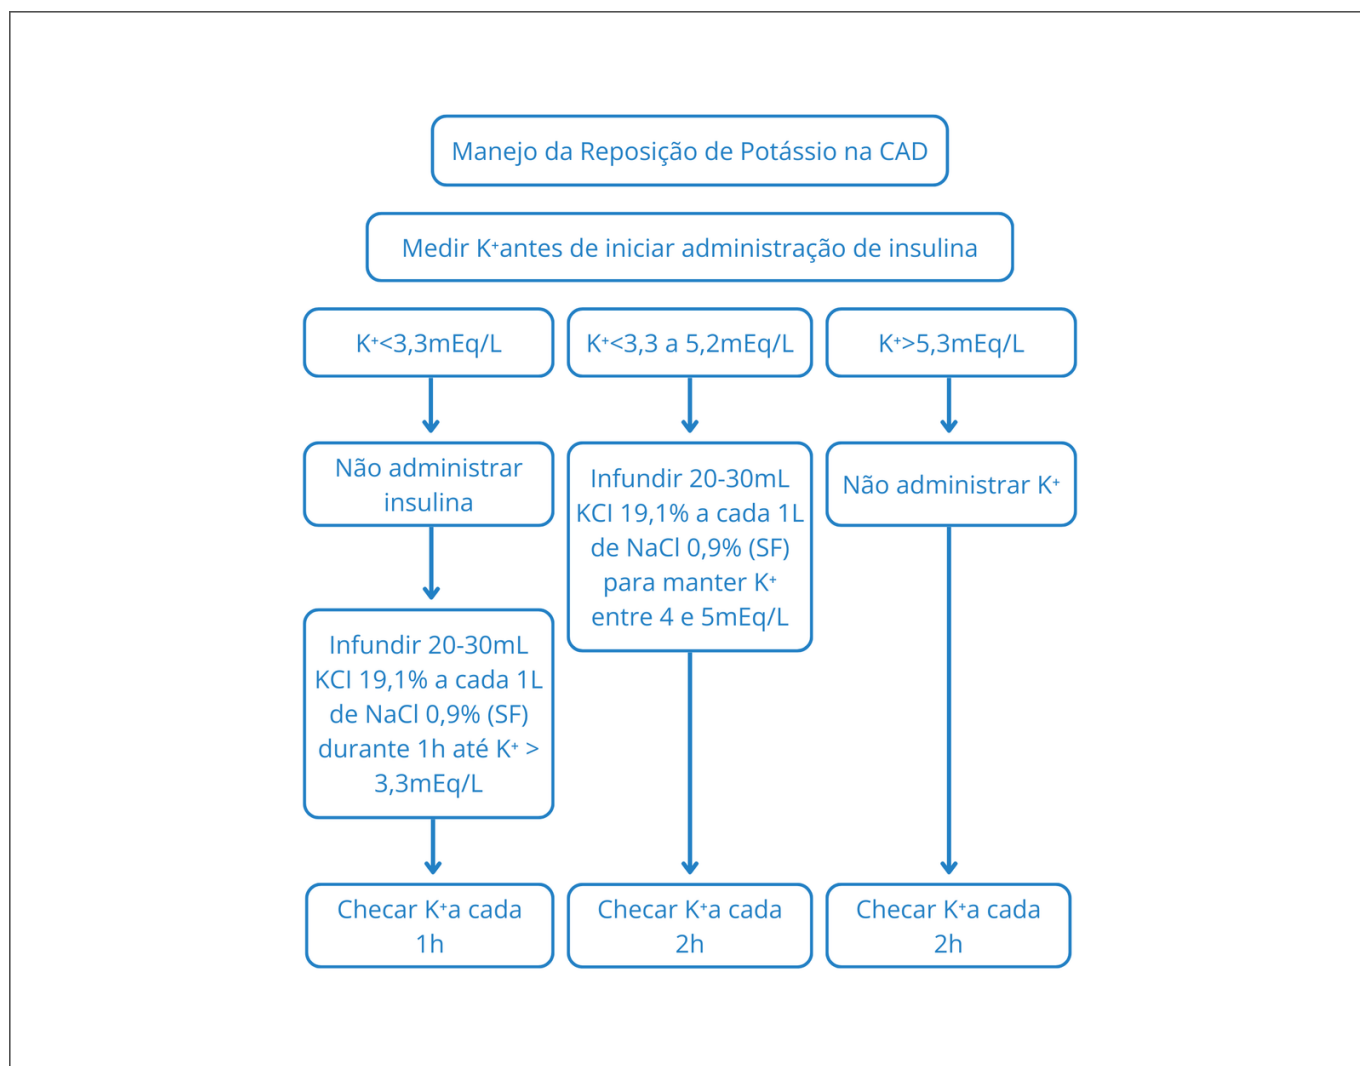 Manejo da Reposição de Potássio na CAD
Medir K⁺antes de iniciar administração de insulina
K⁺<3,3mEq/L
K⁺<3,3 a 5,2mEq/L
K⁺>5,3mEq/L
Não administrar
insulina
Infundir 20-30mL
KCI 19,1% a cada 1L
de NaCl 0,9% (SF)
durante 1h até K⁺ >
3,3mEq/L
Checar K⁺a cada
1h
Infundir 20-30mL
KCI 19,1% a cada 1L
de NaCl 0,9% (SF)
para manter K⁺
entre 4 e 5mEq/L
Checar K⁺a cada
2h
Não administrar K⁺
Checar K⁺a cada
2h